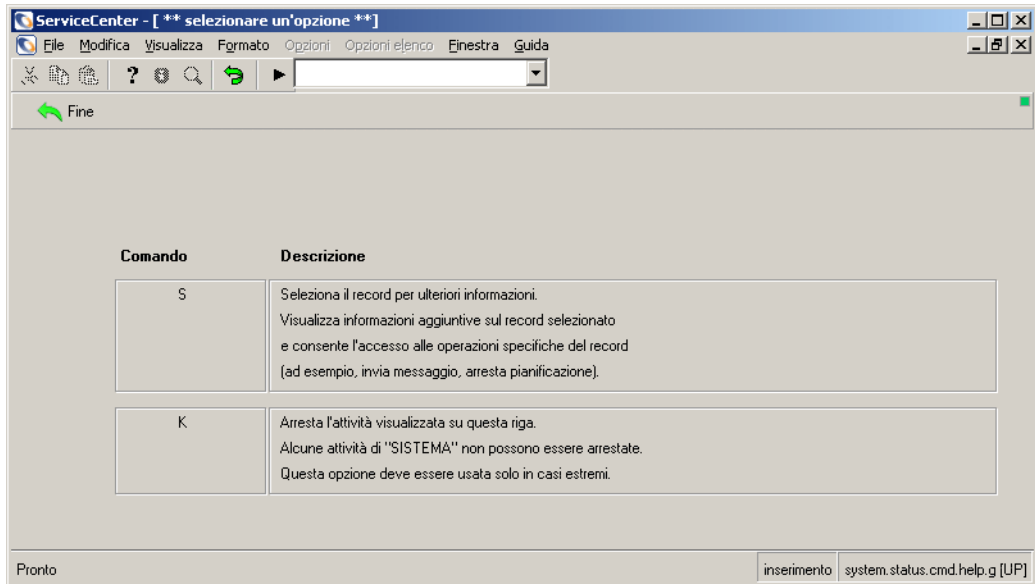 ServiceCenter - [ ** selezionare un'opzione **]
File Modifica Visualizza Formato Opzioni Opzioni elenco Finestra Guida
Fine
Comando Descrizione
S Seleziona il record per ulteriori informazioni.
Visualizza informazioni aggiuntive sul record selezionato
e consente l'accesso alle operazioni specifiche del record
(ad esempio, invia messaggio, arresta pianificazione).
K Arresta l'attività visualizzata su questa riga.
Alcune attività di "SISTEMA" non possono essere arrestate.
Questa opzione deve essere usata solo in casi estremi.
Pronto inserimento system.status.cmd.help.g [UP]